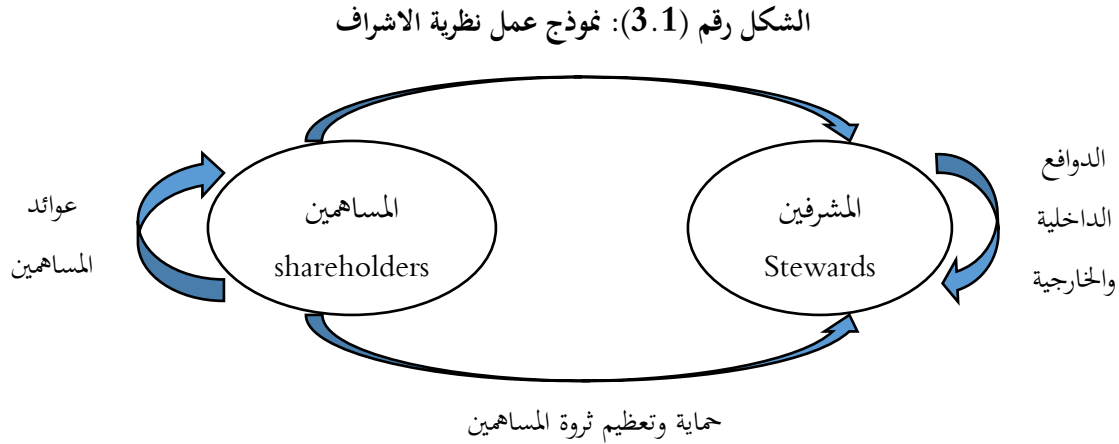 الشكل رقم (3.1): نموذج عمل نظرية الاشراف
الدوافع
الداخلية
والخارجية
المشرفين
Stewards
المساهمين
shareholders
عوائد
المساهمين
حماية وتعظيم ثروة المساهمين